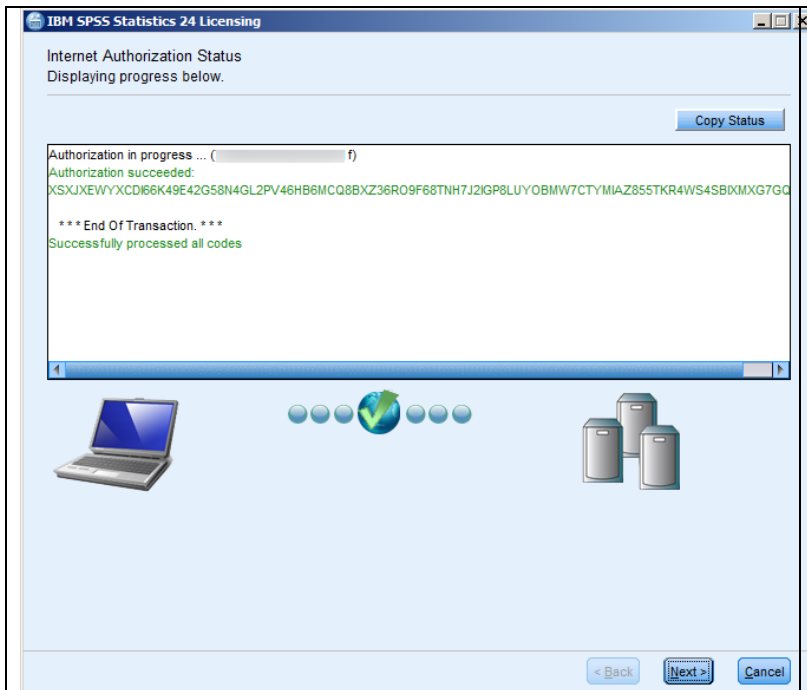 IBM SPSS Statistics 24 Licensing
Internet Authorization Status
Displaying progress below.
Copy Status
Authorization in progress ... ( f)
Authorization succeeded:
XSXJXEWYXCDI66K49E42G58N4GL2PV46HB6MCQ8BXZ36RO9F68TNH7J2IGP8LUYOBMW7CTYMIAZ855TKR4WS4SBIXMXG7GQ
* * * End Of Transaction. * * *
Successfully processed all codes
< Back
Next >
Cancel